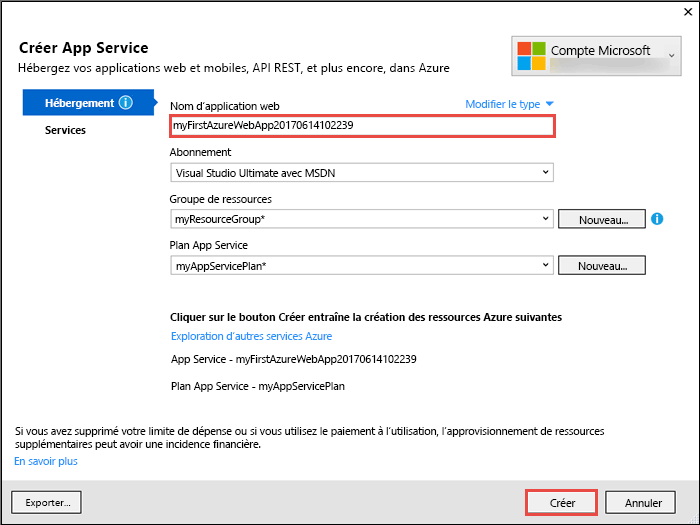 Créer App Service
Hébergez vos applications web et mobiles, API REST, et plus encore, dans Azure
Compte Microsoft
Hébergement
Services
Nom d'application web
Modifier le type
myFirstAzureWebApp20170614102239
Abonnement
Visual Studio Ultimate avec MSDN
Groupe de ressources
myResourceGroup*
Nouveau...
Plan App Service
myAppServicePlan*
Nouveau...
Cliquer sur le bouton Créer entraîne la création des ressources Azure suivantes
Exploration d'autres services Azure
App Service - myFirstAzureWebApp20170614102239
Plan App Service - myAppServicePlan
Si vous avez supprimé votre limite de dépense ou si vous utilisez le paiement à l'utilisation, l'approvisionnement de ressources
supplémentaires peut avoir une incidence financière.
En savoir plus
Exporter...
Créer
Annuler